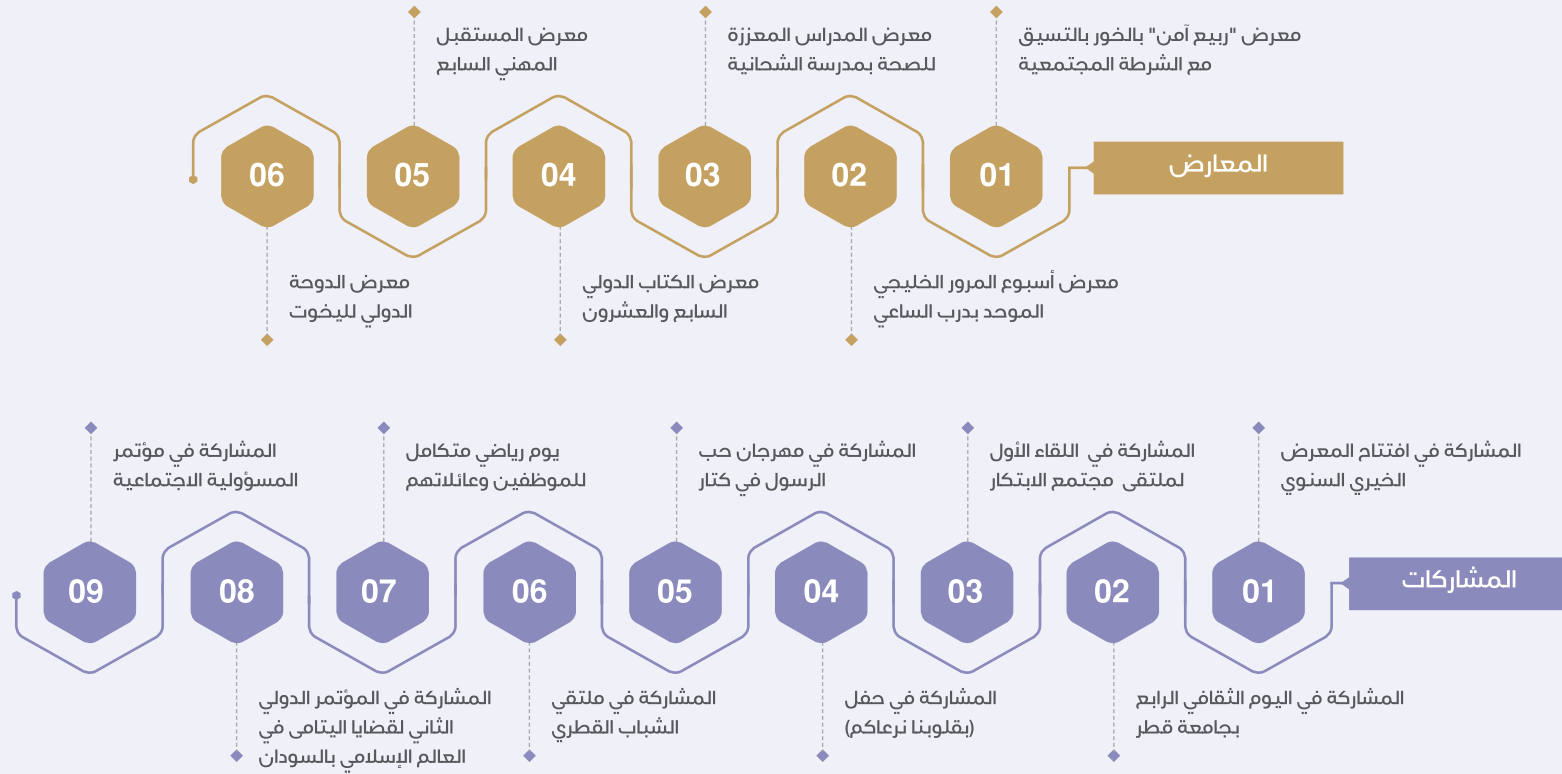 المعارض
01
معرض "ربيع آمن" بالخور بالتسيق
مع الشرطة المجتمعية
02
معرض أسبوع المرور الخليجي
الموحد بدرب الساعي
03
معرض المدراس المعززة
للصحة بمدرسة الشحانية
04
معرض الكتاب الدولي
السابع والعشرون
05
معرض المستقبل
المهني السابع
06
معرض الدوحة
الدولي لليخوت
المشاركات
01
المشاركة في افتتاح المعرض
الخيري السنوي
02
المشاركة في اليوم الثقافي الرابع
بجامعة قطر
03
المشاركة في اللقاء الأول
لملتقى مجتمع الابتكار
04
المشاركة في حفل
(بقلوبنا نرعاكم)
05
المشاركة في مهرجان حب
الرسول في كتار
06
المشاركة في ملتقي
الشباب القطري
07
يوم رياضي متكامل
للموظفين وعائلاتهم
08
المشاركة في المؤتمر الدولي
الثاني لقضايا اليتامى في
العالم الإسلامي بالسودان
09
المشاركة في مؤتمر
المسؤولية الاجتماعية